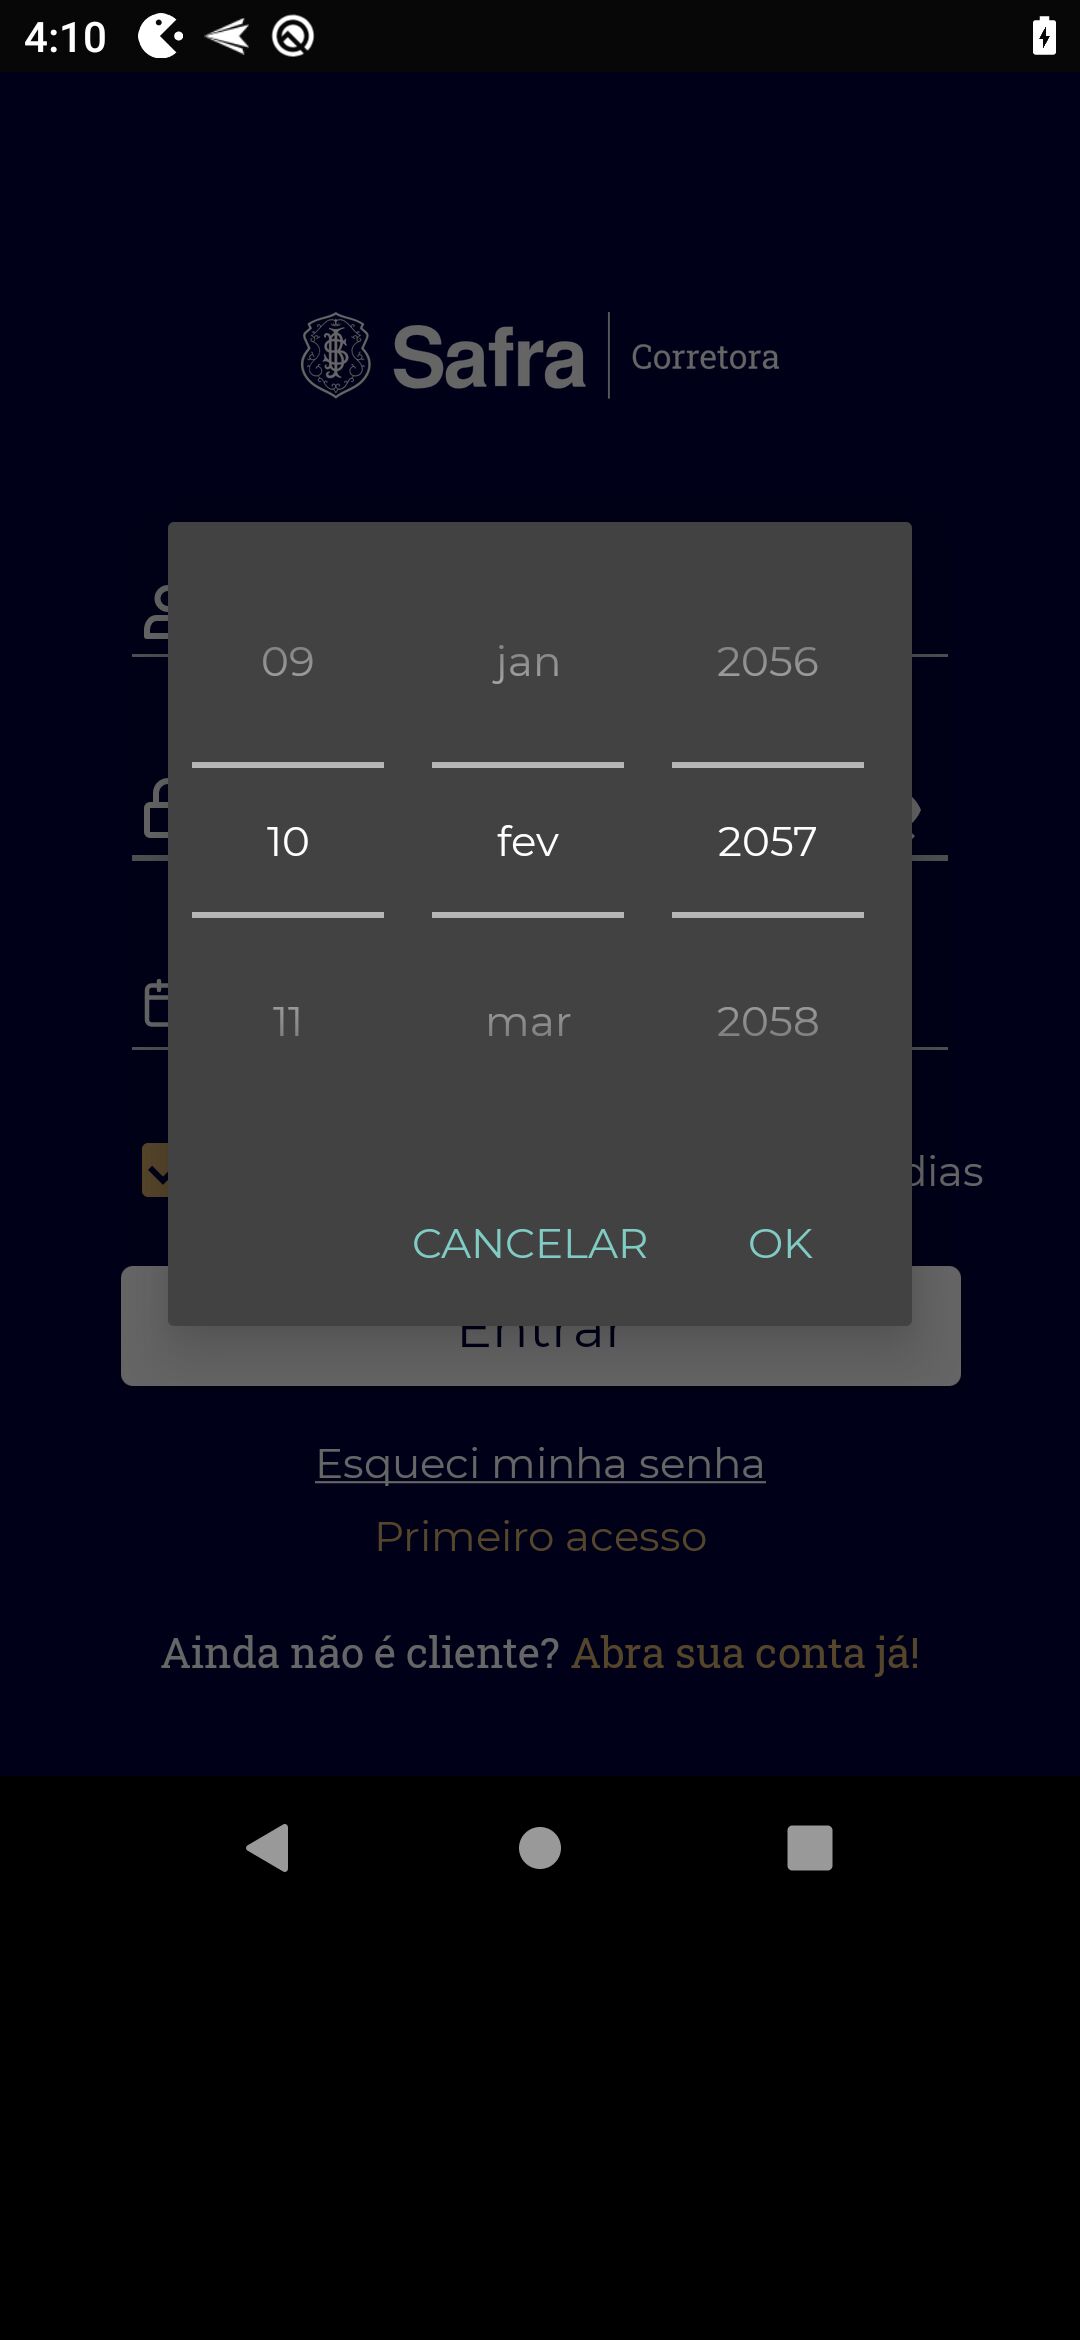 4:10
Safra Corretora
09 jan 2056
10 fev 2057
11 mar 2058
dias
CANCELAR OK
Entrar
Esqueci minha senha
Primeiro acesso
Ainda não é cliente? Abra sua conta já!